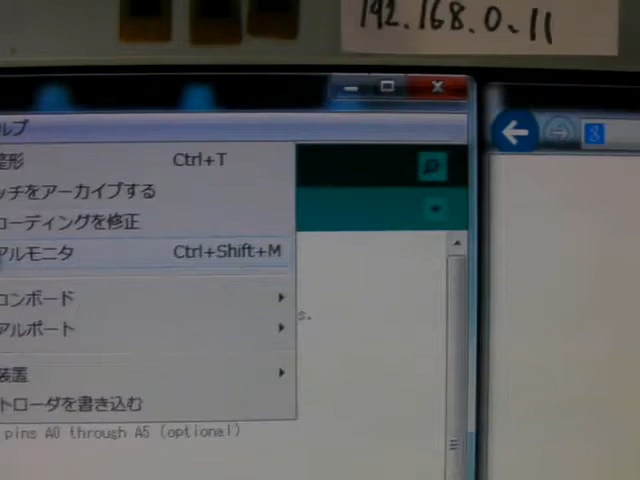 192.168.0.11
ルプ
整形 Ctrl+T
ッチをアーカイブする
コーディングを修正
アルモニタ Ctrl+Shift+M
コンボード
アルポート
s.
装置
トローダを書き込む
pins A0 through A5 (optional)